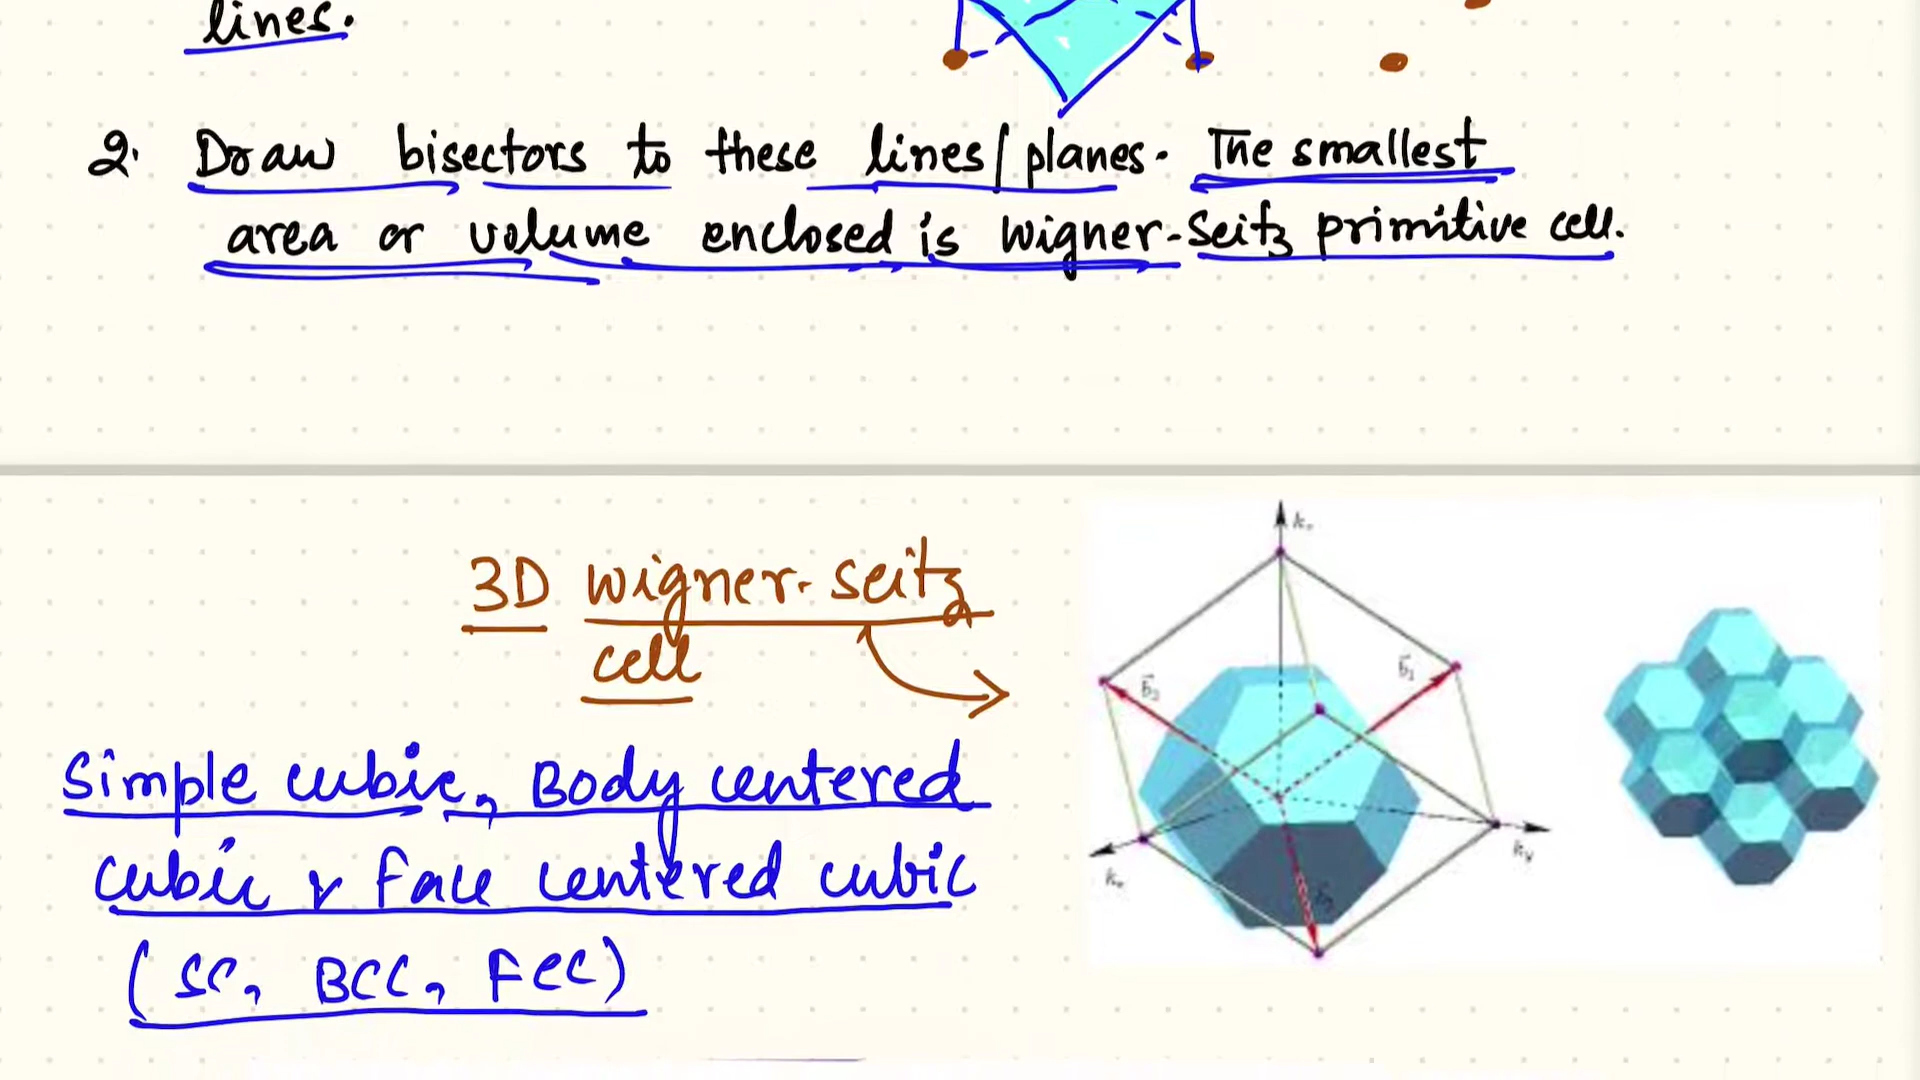 lines.
2. Draw bisectors to these lines/planes. The smallest
area or volume enclosed is wigner-seitz primitive cell.
3D wigner-seitz
cell
Simple cubic, Body centered
cubic & Face centered cubic
(SC, BCC, FCC)